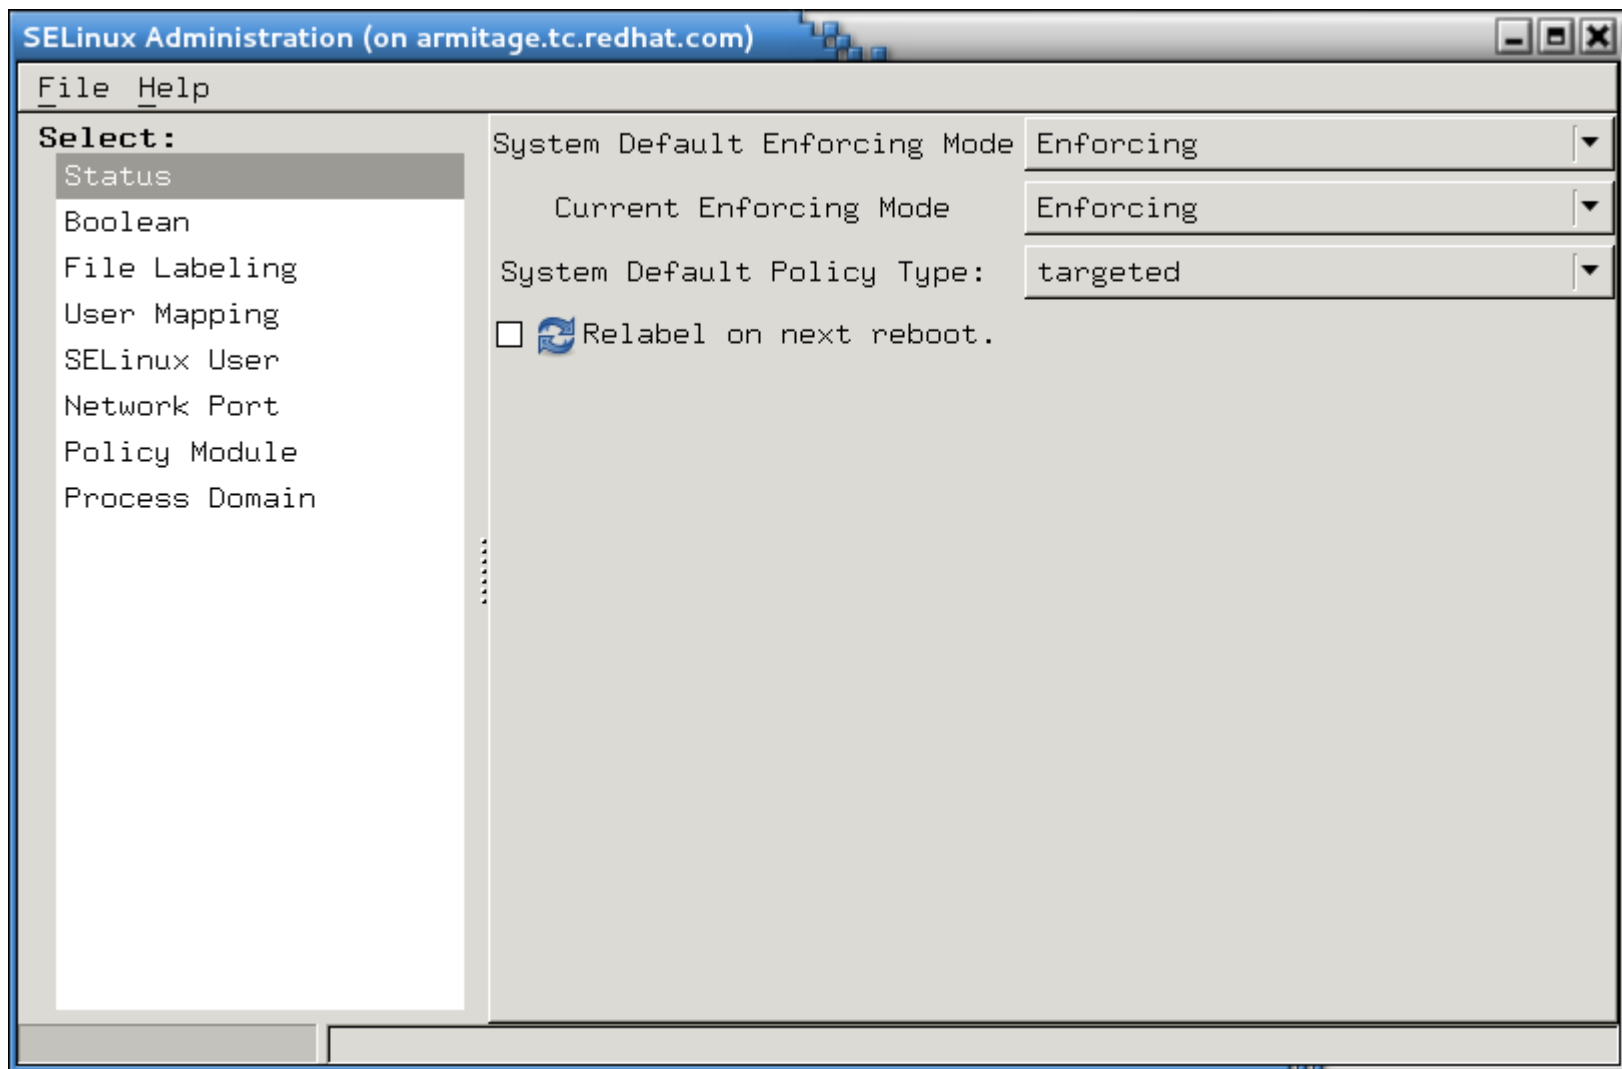 SELinux Administration (on armitage.tc.redhat.com)
File Help
Select:
Status
Boolean
File Labeling
User Mapping
SELinux User
Network Port
Policy Module
Process Domain
System Default Enforcing Mode Enforcing
Current Enforcing Mode Enforcing
System Default Policy Type: targeted
Relabel on next reboot.